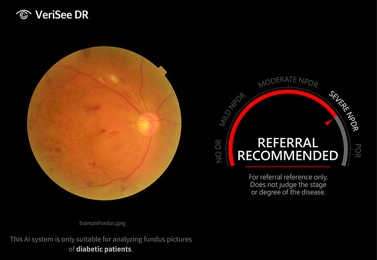 VeriSee DR
NO DR
MILD NPDR
MODERATE NPDR
SEVERE NPDR
PDR
REFERRAL
RECOMMENDED
For referral reference only.
Does not judge the stage
or degree of the disease.
ExampleFundus.jpeg
This AI system is only suitable for analyzing fundus pictures
of diabetic patients.